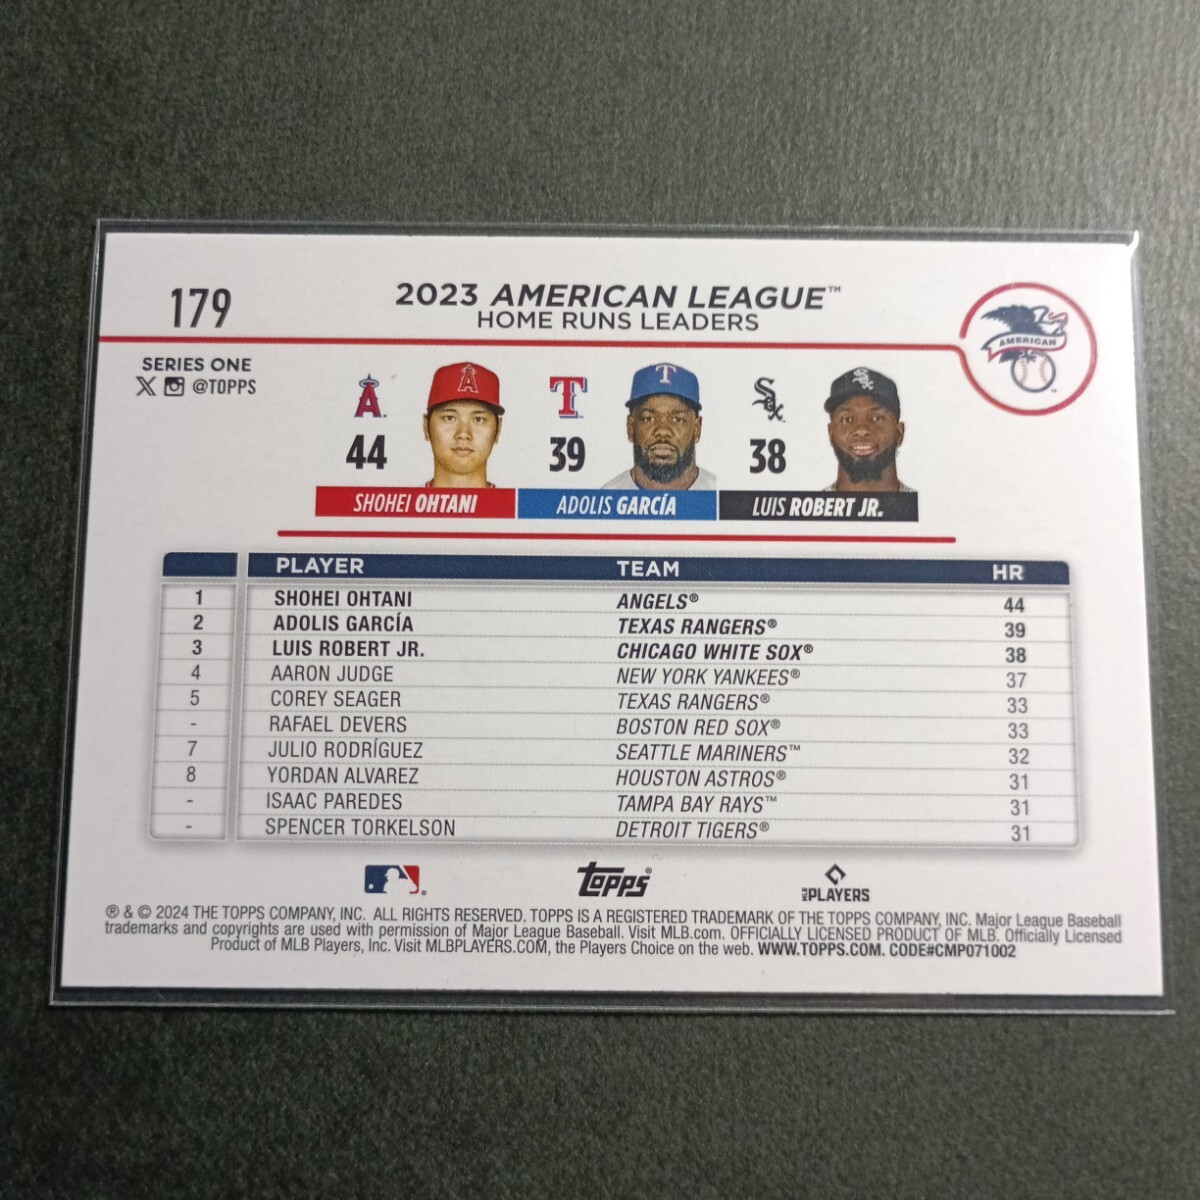 179
2023 AMERICAN LEAGUE™
HOME RUNS LEADERS
AMERICAN
SERIES ONE
X @TOPPS
A 44 A
T 39 T
Sox 38 Sox
SHOHEI OHTANI ADOLIS GARCÍA LUIS ROBERT JR.
PLAYER TEAM HR
1 SHOHEI OHTANI ANGELS® 44
2 ADOLIS GARCÍA TEXAS RANGERS® 39
3 LUIS ROBERT JR. CHICAGO WHITE SOX® 38
4 AARON JUDGE NEW YORK YANKEES® 37
5 COREY SEAGER TEXAS RANGERS® 33
- RAFAEL DEVERS BOSTON RED SOX® 33
7 JULIO RODRÍGUEZ SEATTLE MARINERS™ 32
8 YORDAN ALVAREZ HOUSTON ASTROS® 31
- ISAAC PAREDES TAMPA BAY RAYS™ 31
- SPENCER TORKELSON DETROIT TIGERS® 31
Topps® MLB PLAYERS
® & © 2024 THE TOPPS COMPANY, INC. ALL RIGHTS RESERVED. TOPPS IS A REGISTERED TRADEMARK OF THE TOPPS COMPANY, INC. Major League Baseball
trademarks and copyrights are used with permission of Major League Baseball. Visit MLB.com. OFFICIALLY LICENSED PRODUCT OF MLB. Officially Licensed
Product of MLB Players, Inc. Visit MLBPLAYERS.COM, the Players Choice on the web. WWW.TOPPS.COM. CODE#CMP071002